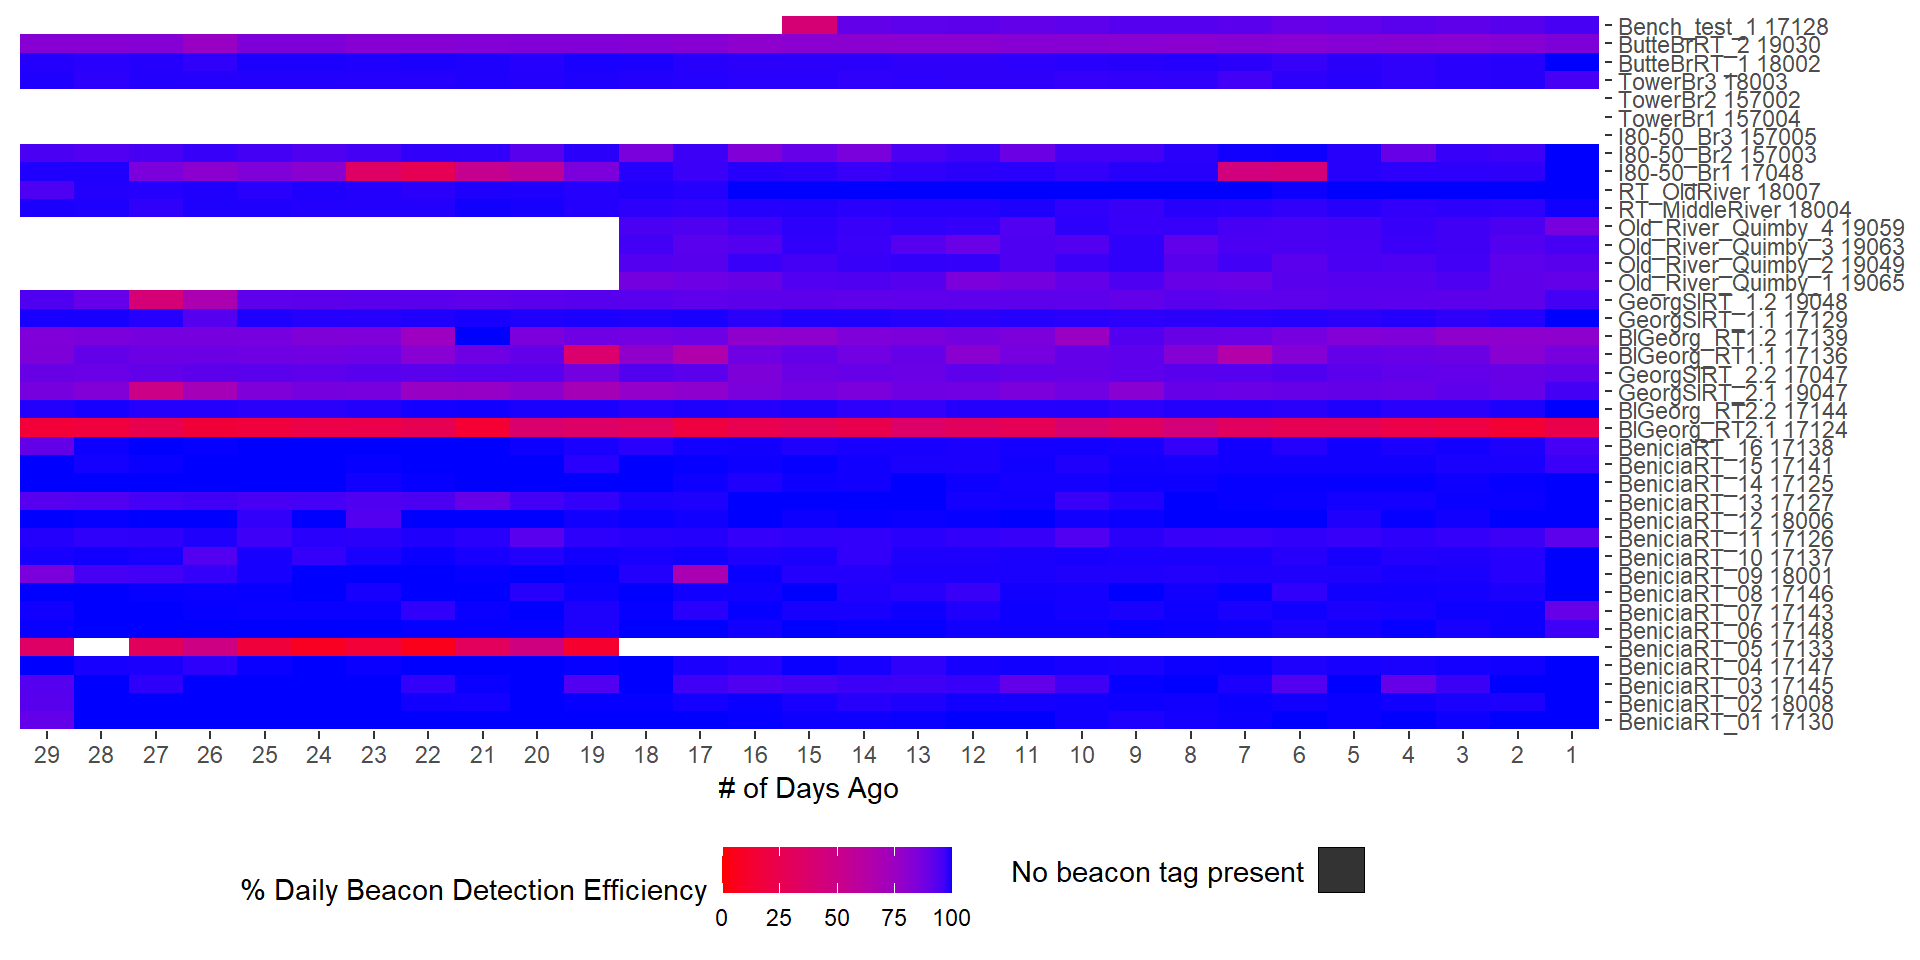 Bench_test_1 17128
ButteBrRT_2 19030
ButteBrRT_1 18002
TowerBr3 18003
TowerBr2 157002
TowerBr1 157004
I80-50_Br3 157005
I80-50_Br2 157003
I80-50_Br1 17048
RT_OldRiver 18007
RT_MiddleRiver 18004
Old_River_Quimby_4 19059
Old_River_Quimby_3 19063
Old_River_Quimby_2 19049
Old_River_Quimby_1 19065
GeorgSlRT_1.2 19048
GeorgSlRT_1.1 17129
BlGeorg_RT1.2 17139
BlGeorg_RT1.1 17136
GeorgSlRT_2.2 17047
GeorgSlRT_2.1 19047
BlGeorg_RT2.2 17144
BlGeorg_RT2.1 17124
BeniciaRT_16 17138
BeniciaRT_15 17141
BeniciaRT_14 17125
BeniciaRT_13 17127
BeniciaRT_12 18006
BeniciaRT_11 17126
BeniciaRT_10 17137
BeniciaRT_09 18001
BeniciaRT_08 17146
BeniciaRT_07 17143
BeniciaRT_06 17148
BeniciaRT_05 17133
BeniciaRT_04 17147
BeniciaRT_03 17145
BeniciaRT_02 18008
BeniciaRT_01 17130
29 28 27 26 25 24 23 22 21 20 19 18 17 16 15 14 13 12 11 10 9 8 7 6 5 4 3 2 1
# of Days Ago
% Daily Beacon Detection Efficiency
0 25 50 75 100
No beacon tag present